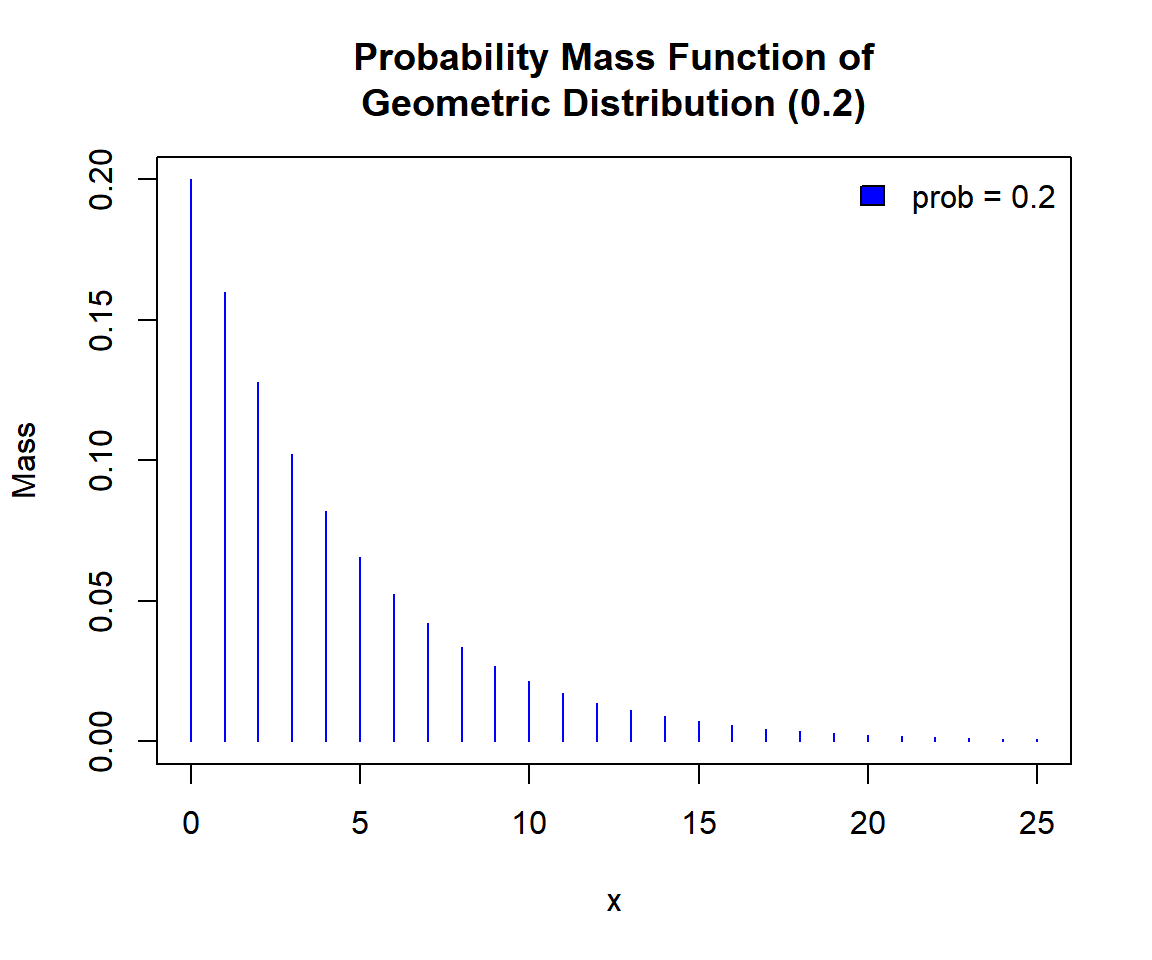 Probability Mass Function of
Geometric Distribution (0.2)
prob = 0.2
Mass
0.20
0.15
0.10
0.05
0.00
0 5 10 15 20 25
x